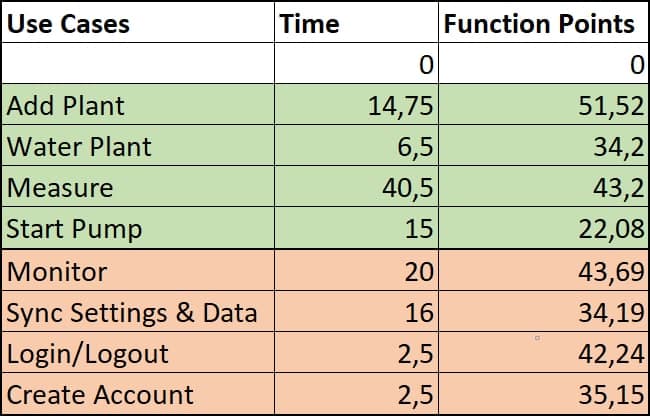 Use Cases Time Function Points
0 0
Add Plant 14,75 51,52
Water Plant 6,5 34,2
Measure 40,5 43,2
Start Pump 15 22,08
Monitor 20 43,69
Sync Settings & Data 16 34,19
Login/Logout 2,5 42,24
Create Account 2,5 35,15